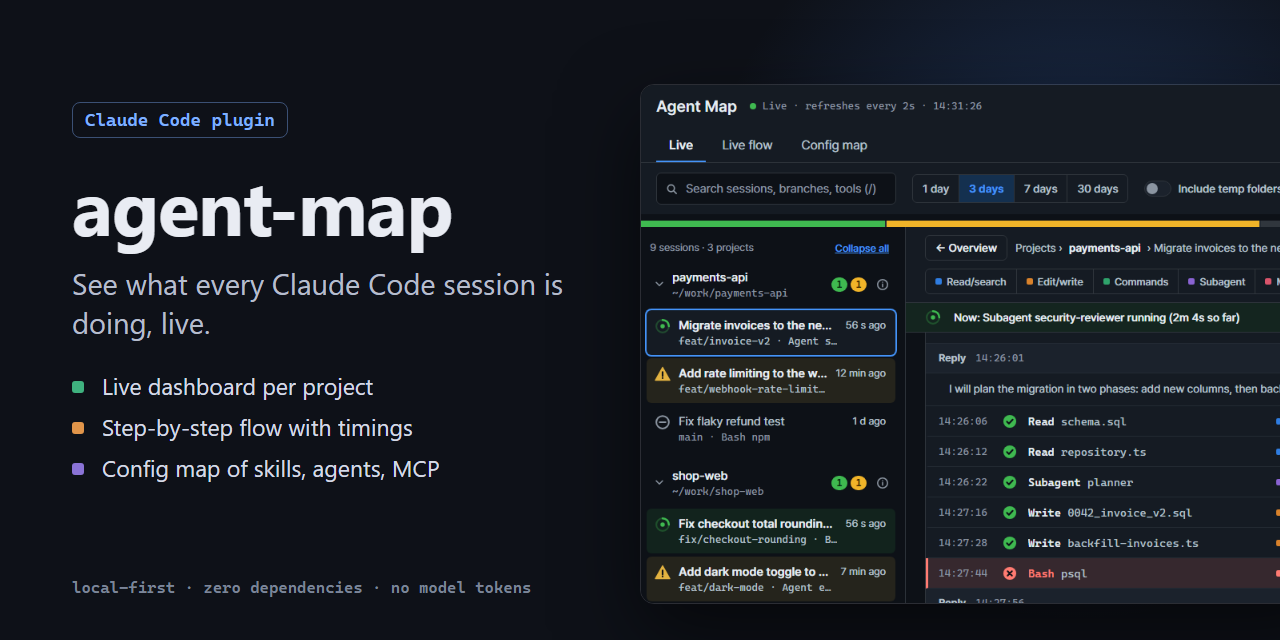 Claude Code plugin
agent-map
See what every Claude Code session is
doing, live.
Live dashboard per project
Step-by-step flow with timings
Config map of skills, agents, MCP
local-first · zero dependencies · no model tokens
Agent Map Live · refreshes every 2s · 14:31:26
Live Live flow Config map
Search sessions, branches, tools (/) 1 day 3 days 7 days 30 days Include temp folders
9 sessions · 3 projects Collapse all
payments-api 1 1
~/work/payments-api
Migrate invoices to the ne... 56 s ago
feat/invoice-v2 · Agent s…
Add rate limiting to the w... 12 min ago
feat/webhook-rate-limit…
Fix flaky refund test 1 d ago
main · Bash npm
shop-web 1 1
~/work/shop-web
Fix checkout total roundin... 56 s ago
fix/checkout-rounding · B…
Add dark mode toggle to ... 7 min ago
feat/dark-mode · Agent e…
← Overview Projects › payments-api › Migrate invoices to the ne
Read/search Edit/write Commands Subagent
Now: Subagent security-reviewer running (2m 4s so far)
Reply 14:26:01
I will plan the migration in two phases: add new columns, then back
14:26:06 Read schema.sql
14:26:12 Read repository.ts
14:26:22 Subagent planner
14:27:16 Write 0042_invoice_v2.sql
14:27:28 Write backfill-invoices.ts
14:27:44 Bash psql
Reply 14:27:56